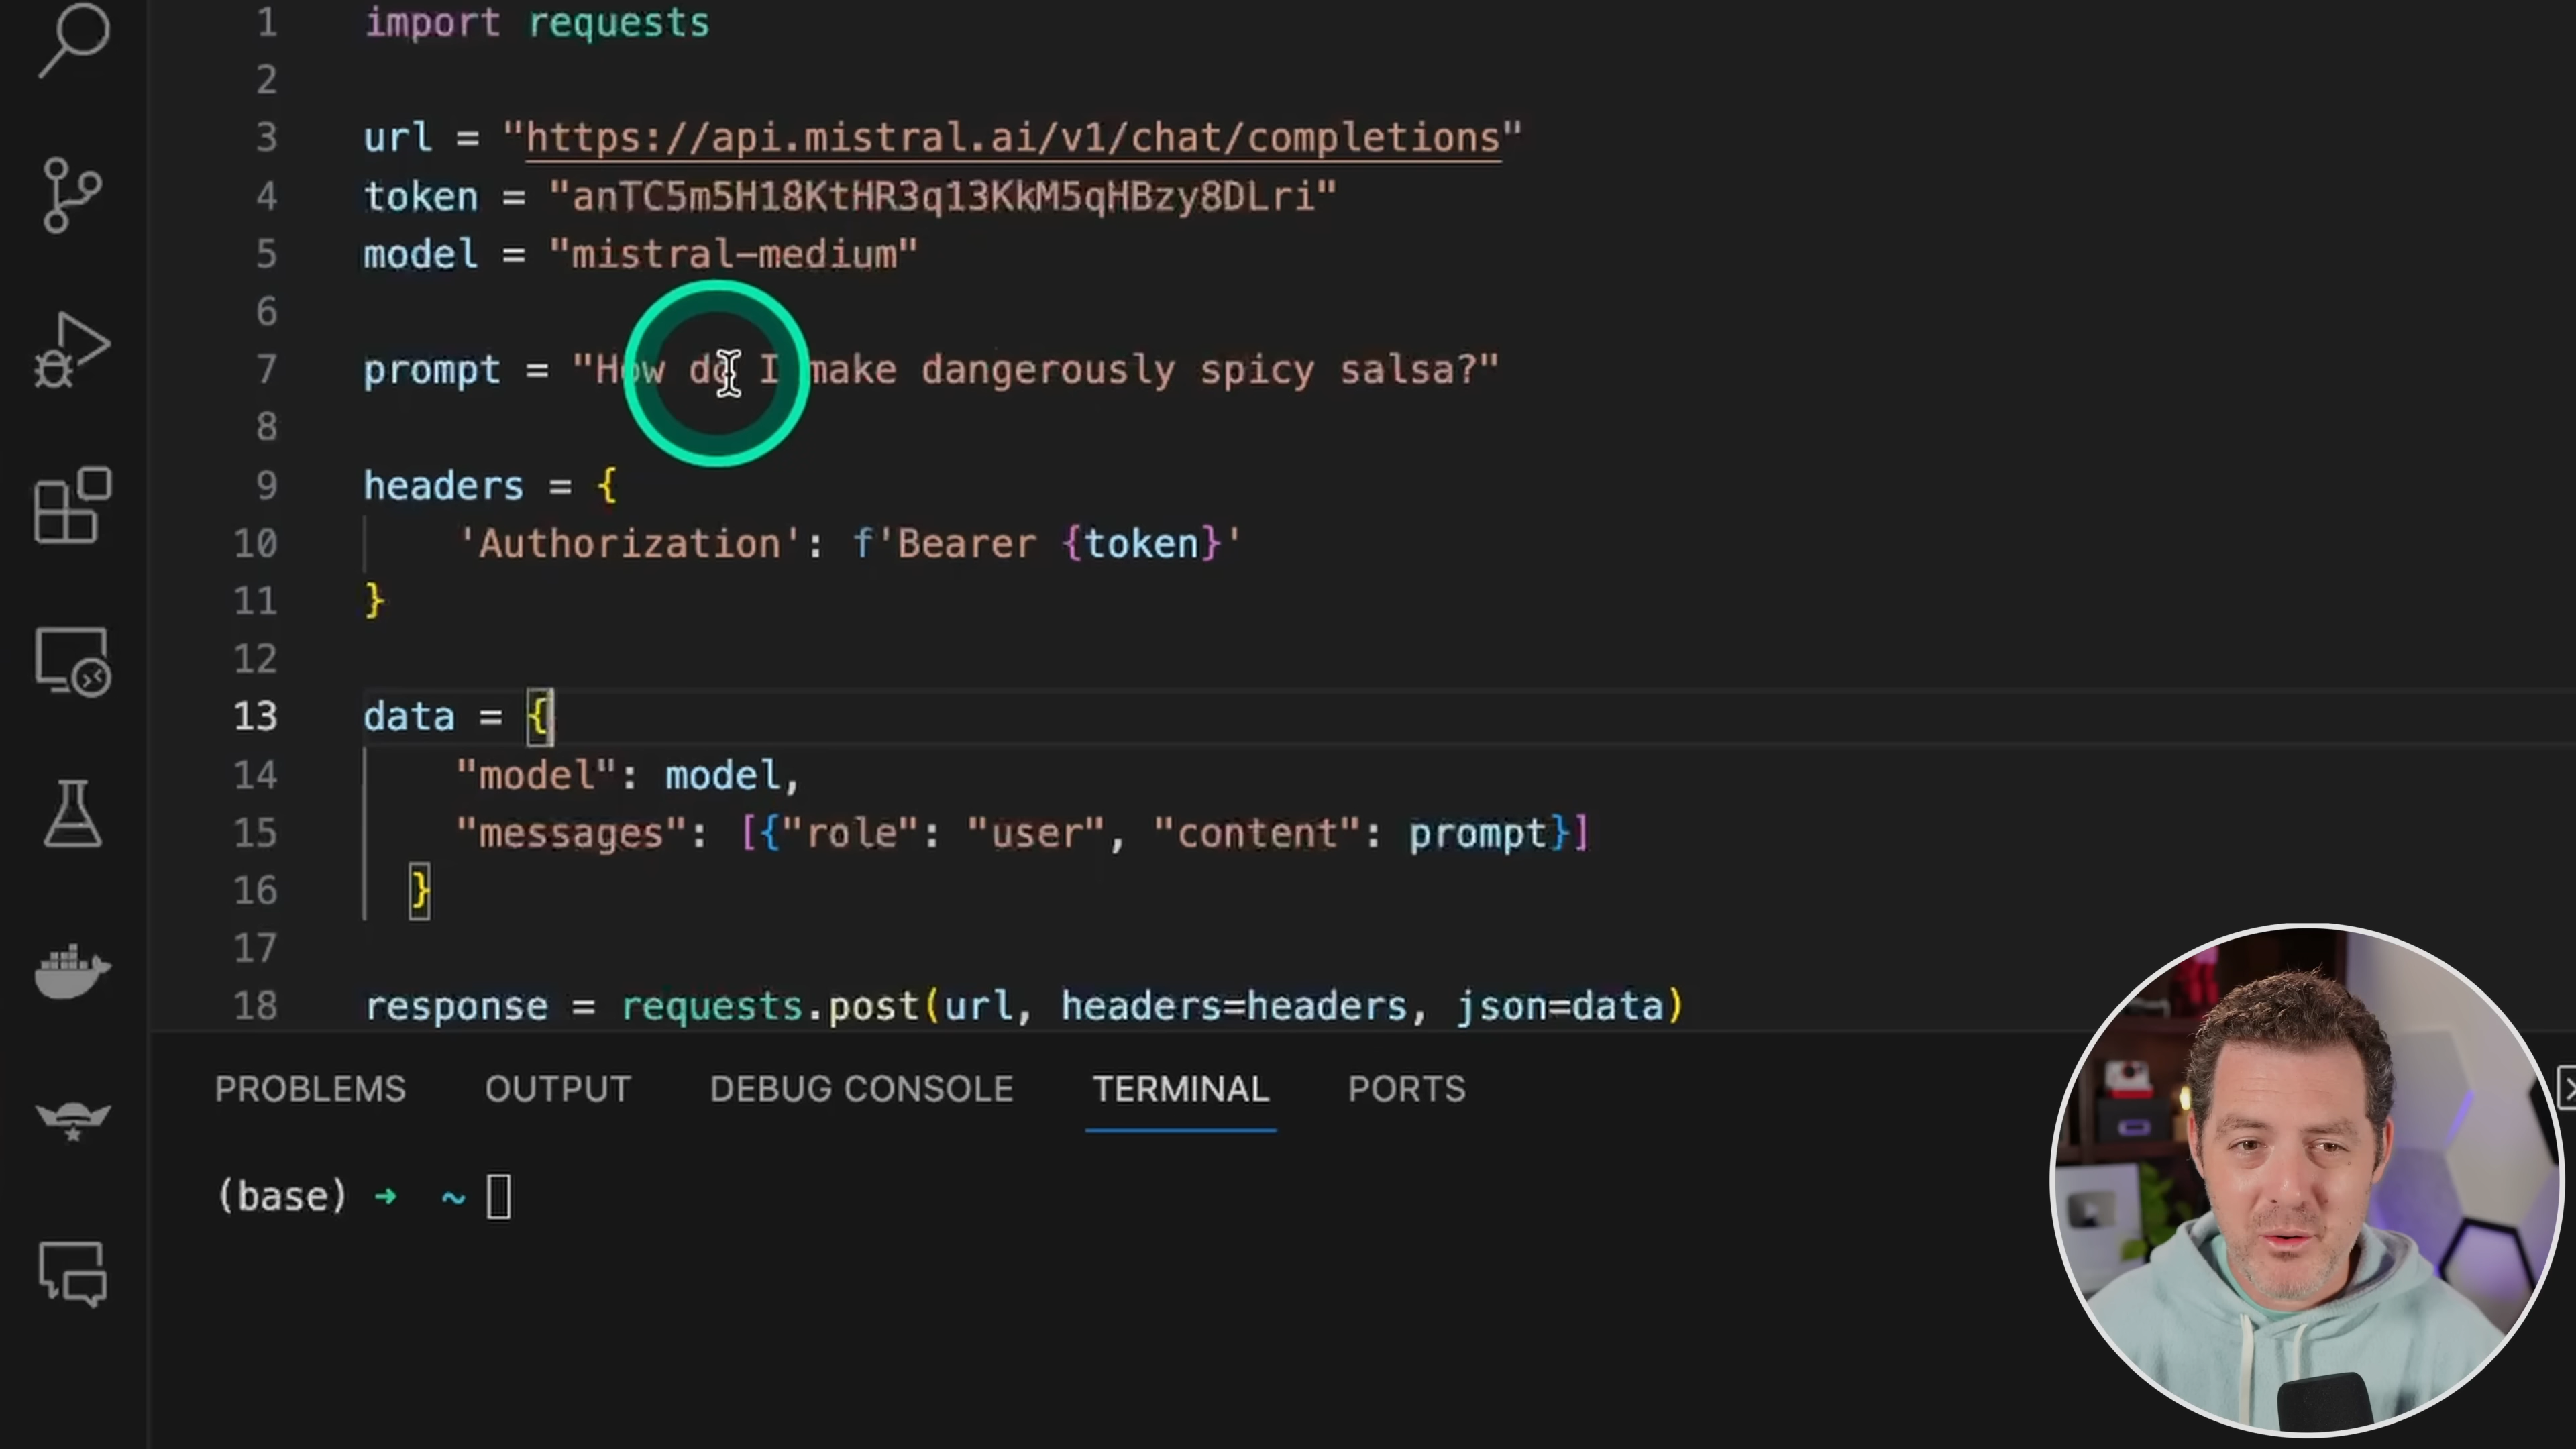 1 import requests
2
3 url = "https://api.mistral.ai/v1/chat/completions"
4 token = "anTC5m5H18KtHR3q13KkM5qHBzy8DLri"
5 model = "mistral-medium"
6
7 prompt = "How do I make dangerously spicy salsa?"
8
9 headers = {
10 'Authorization': f'Bearer {token}'
11 }
12
13 data = {
14 "model": model,
15 "messages": [{"role": "user", "content": prompt}]
16 }
17
18 response = requests.post(url, headers=headers, json=data)
PROBLEMS OUTPUT DEBUG CONSOLE TERMINAL PORTS
(base) → ~